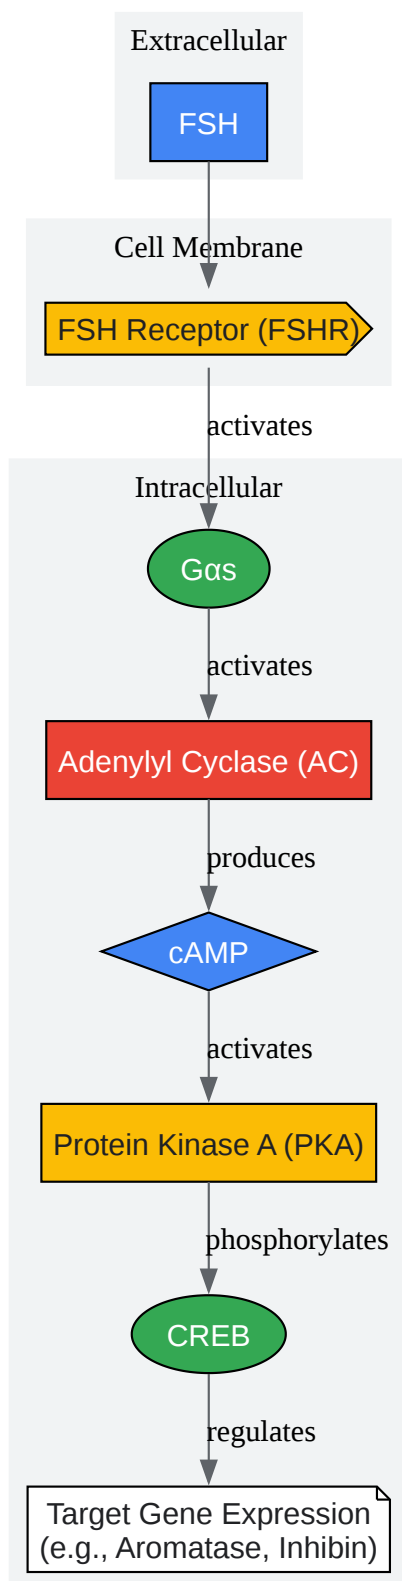 Extracellular
FSH
Cell Membrane
FSH Receptor (FSHR)
activates
Intracellular
Gαs
activates
Adenylyl Cyclase (AC)
produces
cAMP
activates
Protein Kinase A (PKA)
phosphorylates
CREB
regulates
Target Gene Expression
(e.g., Aromatase, Inhibin)